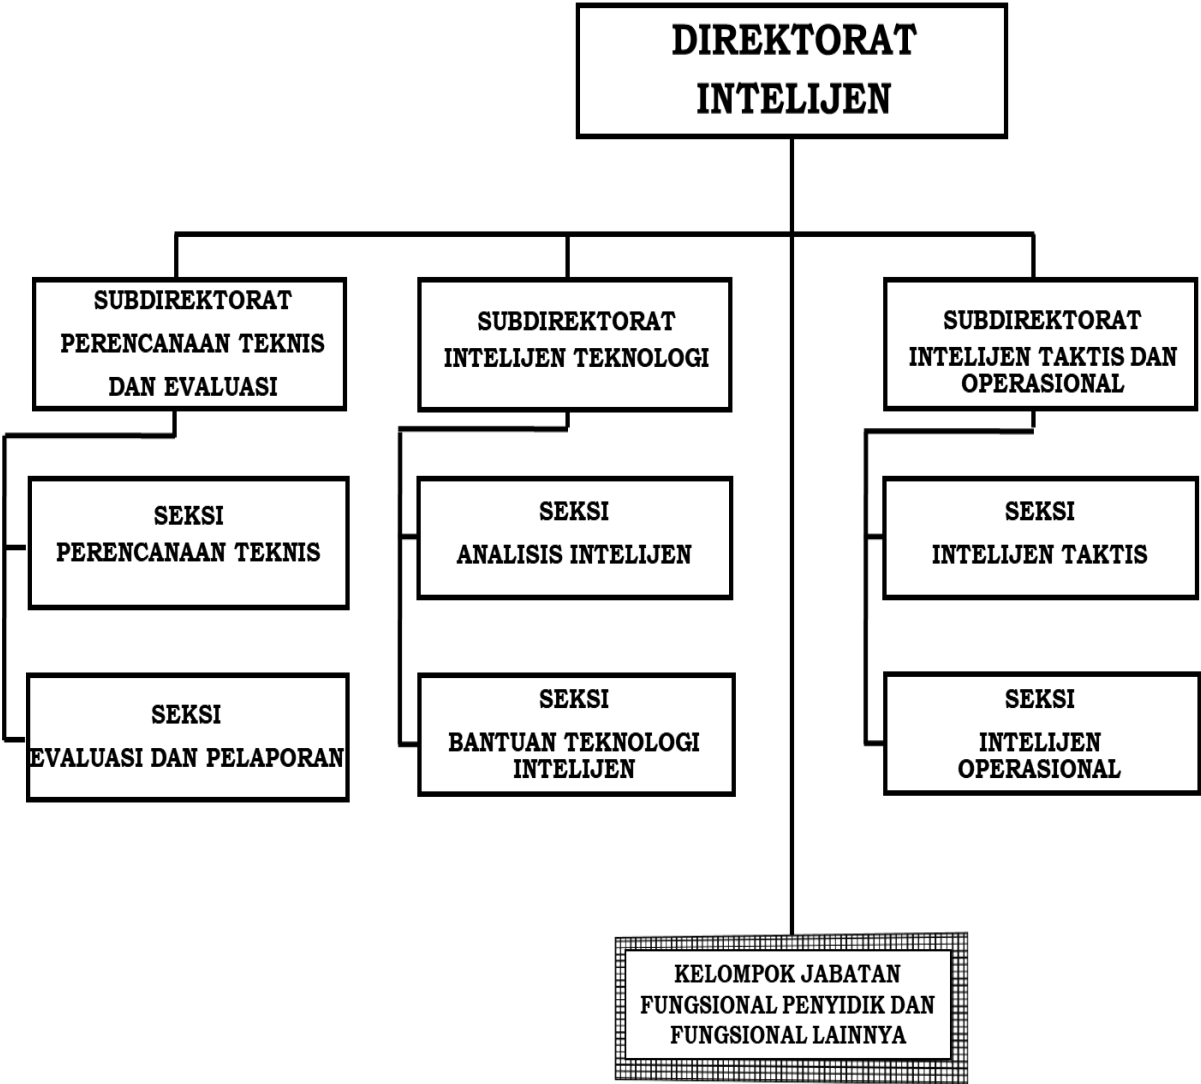 DIREKTORAT
INTELIJEN
SUBDIREKTORAT
PERENCANAAN TEKNIS
DAN EVALUASI
SUBDIREKTORAT
INTELIJEN TEKNOLOGI
SUBDIREKTORAT
INTELIJEN TAKTIS DAN
OPERASIONAL
SEKSI
PERENCANAAN TEKNIS
SEKSI
ANALISIS INTELIJEN
SEKSI
INTELIJEN TAKTIS
SEKSI
EVALUASI DAN PELAPORAN
SEKSI
BANTUAN TEKNOLOGI
INTELIJEN
SEKSI
INTELIJEN
OPERASIONAL
KELOMPOK JABATAN
FUNGSIONAL PENYIDIK DAN
FUNGSIONAL LAINNYA